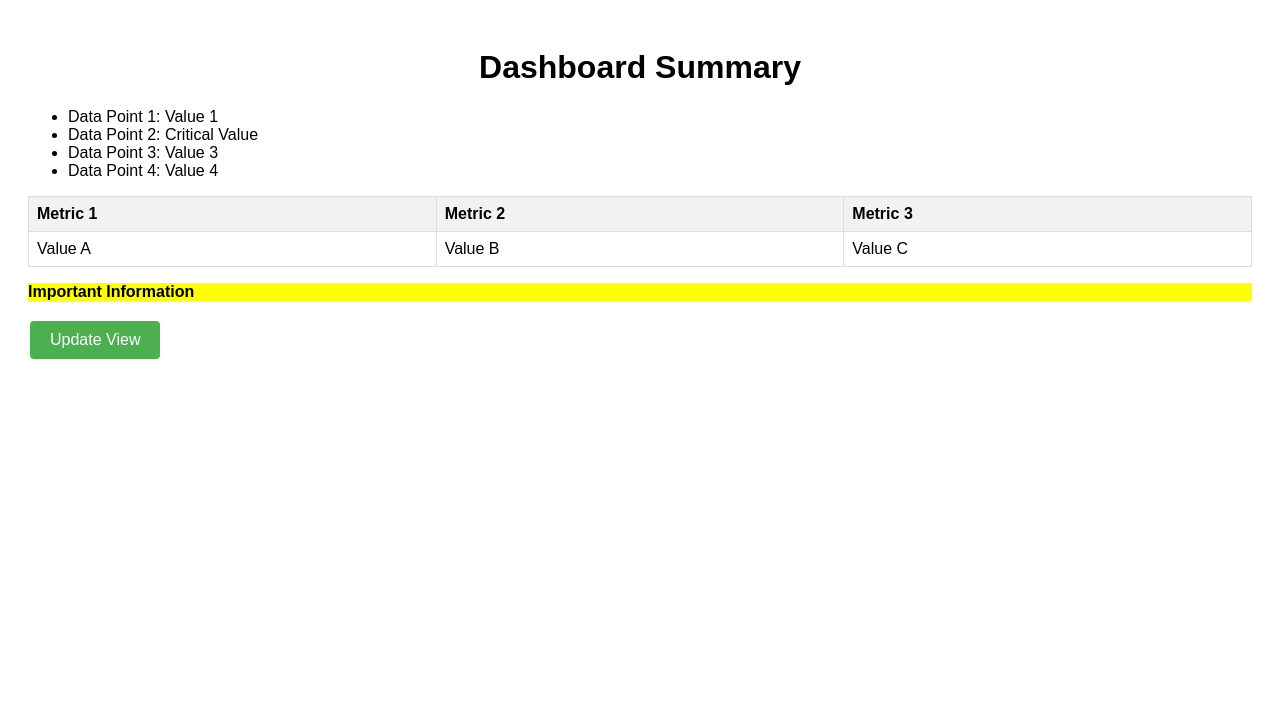 Dashboard Summary
Data Point 1: Value 1
Data Point 2: Critical Value
Data Point 3: Value 3
Data Point 4: Value 4
Metric 1 Metric 2 Metric 3
Value A Value B Value C
Important Information
Update View